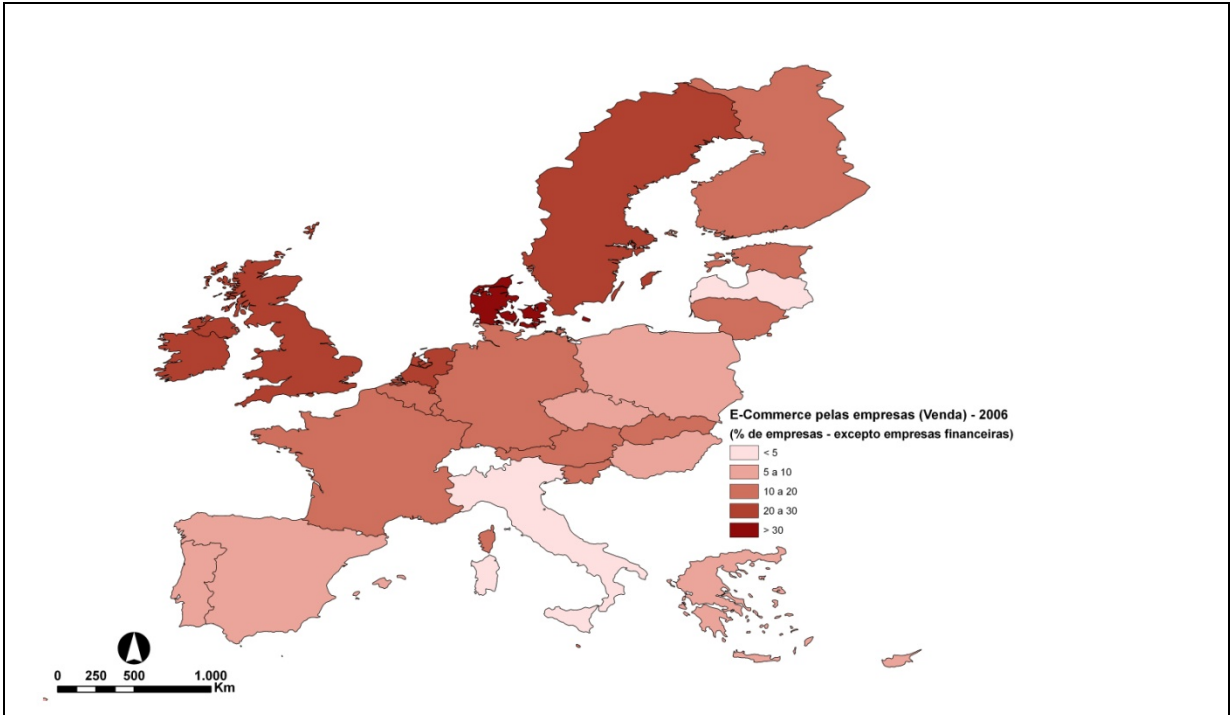 E-Commerce pelas empresas (Venda) - 2006
(% de empresas - excepto empresas financeiras)
< 5
5 a 10
10 a 20
20 a 30
> 30
0 250 500 1.000
Km